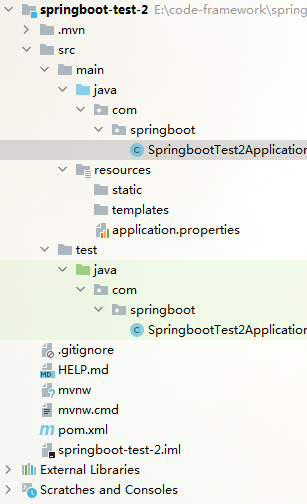 springboot-test-2 E:\code-framework\spring
.mvn
src
main
java
com
springboot
SpringbootTest2Application
resources
static
templates
application.properties
test
java
com
springboot
SpringbootTest2Application
.gitignore
HELP.md
mvnw
mvnw.cmd
pom.xml
springboot-test-2.iml
External Libraries
Scratches and Consoles